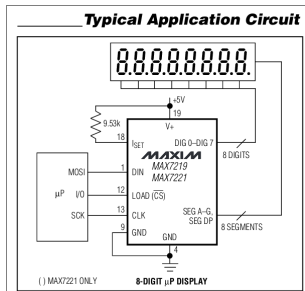 Typical Application Circuit
8.8.8.8.8.8.8.8.
+5V
9.53k
19
V+
18
ISET
DIG 0–DIG 7
8 DIGITS
MAXIM
MAX7219
MAX7221
MOSI
1
DIN
µP
I/O
12
LOAD (CS)
SCK
13
CLK
SEG A–G,
SEG DP
8 SEGMENTS
9
GND
GND
4
( ) MAX7221 ONLY
8-DIGIT µP DISPLAY